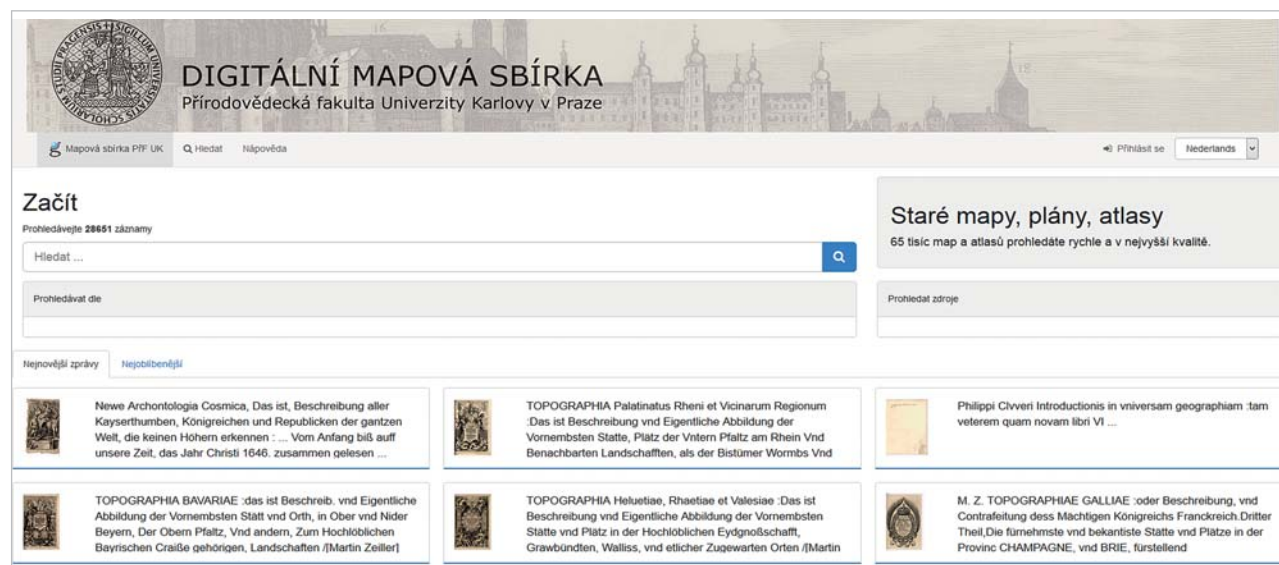 SIGILLUM UNIVERSITATIS SCHOLARIUM STUDII PRAGENSIS
16
18.
DIGITÁLNÍ MAPOVÁ SBÍRKA
Přírodovědecká fakulta Univerzity Karlovy v Praze
Mapová sbírka PřF UK
Hledat
Nápověda
Přihlásit se
Nederlands
Začít
Prohledávejte 28651 záznamy
Hledat ...
Staré mapy, plány, atlasy
65 tisíc map a atlasů prohledáte rychle a v nejvyšší kvalitě.
Prohledávat dle
Prohledat zdroje
Nejnovější zprávy
Nejoblíbenější
Newe Archontologia Cosmica, Das ist, Beschreibung aller
Kayserthumben, Königreichen und Republicken der gantzen
Welt, die keinen Höhern erkennen : ... Vom Anfang biß auff
unsere Zeit, das Jahr Christi 1646. zusammen gelesen ...
TOPOGRAPHIA Palatinatus Rheni et Vicinarum Regionum
:Das ist Beschreibung vnd Eigentliche Abbildung der
Vornembsten Statte, Plätz der Vntern Pfaltz am Rhein Vnd
Benachbarten Landschafften, als der Bistümer Wormbs Vnd
Philippi Clvveri Introductionis in vniversam geographiam :tam
veterem quam novam libri VI ...
TOPOGRAPHIA BAVARIAE :das ist Beschreib. vnd Eigentliche
Abbildung der Vornembsten Stätt vnd Orth, in Ober vnd Nider
Beyern, Der Obern Pfaltz, Vnd andern, Zum Hochlöblichen
Bayrischen Craiße gehörigen, Landschaften /[Martin Zeiller]
TOPOGRAPHIA Heluetiae, Rhaetiae et Valesiae :Das ist
Beschreibung vnd Eigentliche Abbildung der Vornembsten
Stätte vnd Plätz in der Hochlöblichen Eydgnoßschafft,
Grawbündten, Walliss, vnd etlicher Zugewarten Orten /[Martin
M. Z. TOPOGRAPHIAE GALLIAE :oder Beschreibung, vnd
Contrafeitung dess Mächtigen Königreichs Franckreich.Dritter
Theil,Die fürnehmste vnd bekantiste Stätte vnd Plätze in der
Provinc CHAMPAGNE, vnd BRIE, fürstellend